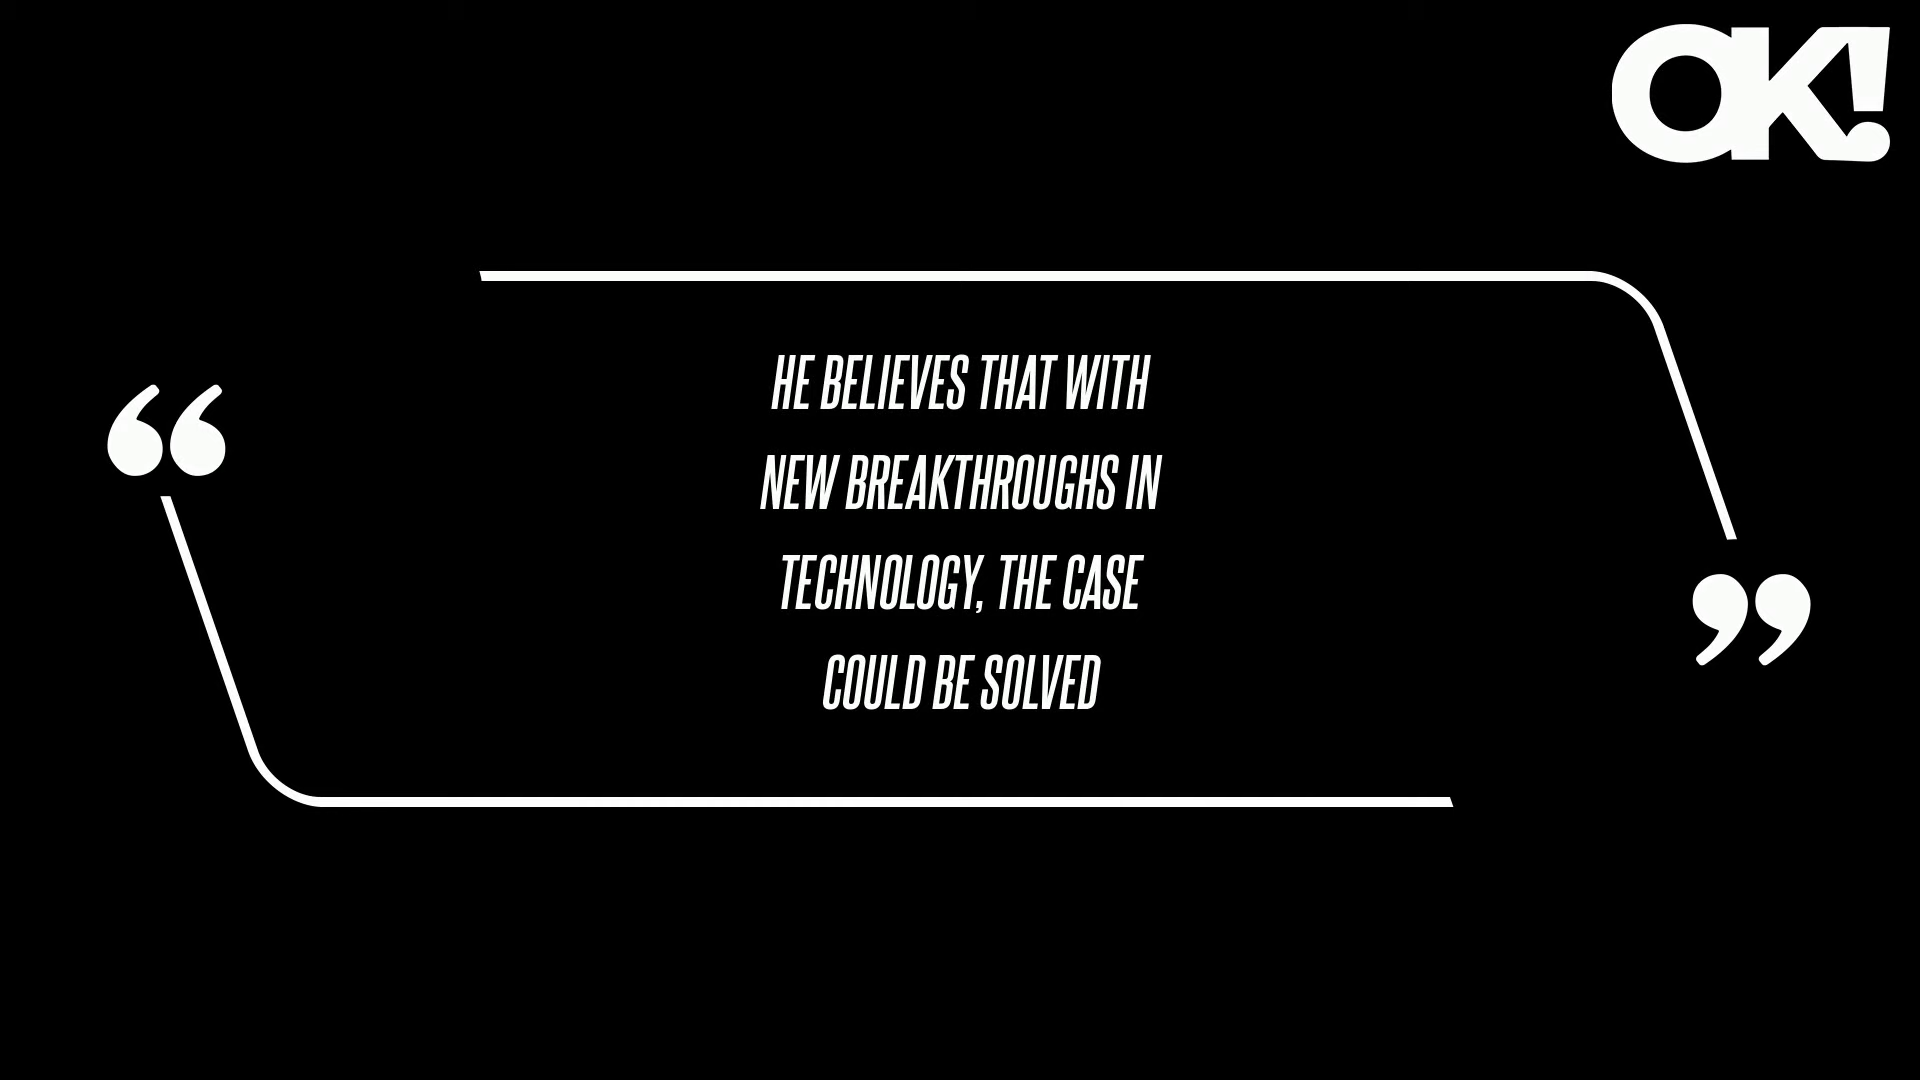 OK!
“
HE BELIEVES THAT WITH
NEW BREAKTHROUGHS IN
TECHNOLOGY, THE CASE
COULD BE SOLVED
”